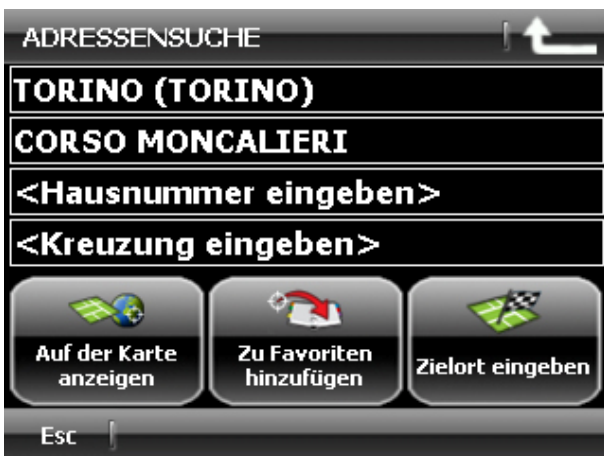 ADRESSENSUCHE
TORINO (TORINO)
CORSO MONCALIERI
<Hausnummer eingeben>
<Kreuzung eingeben>
Auf der Karte
anzeigen
Zu Favoriten
hinzufügen
Zielort eingeben
Esc